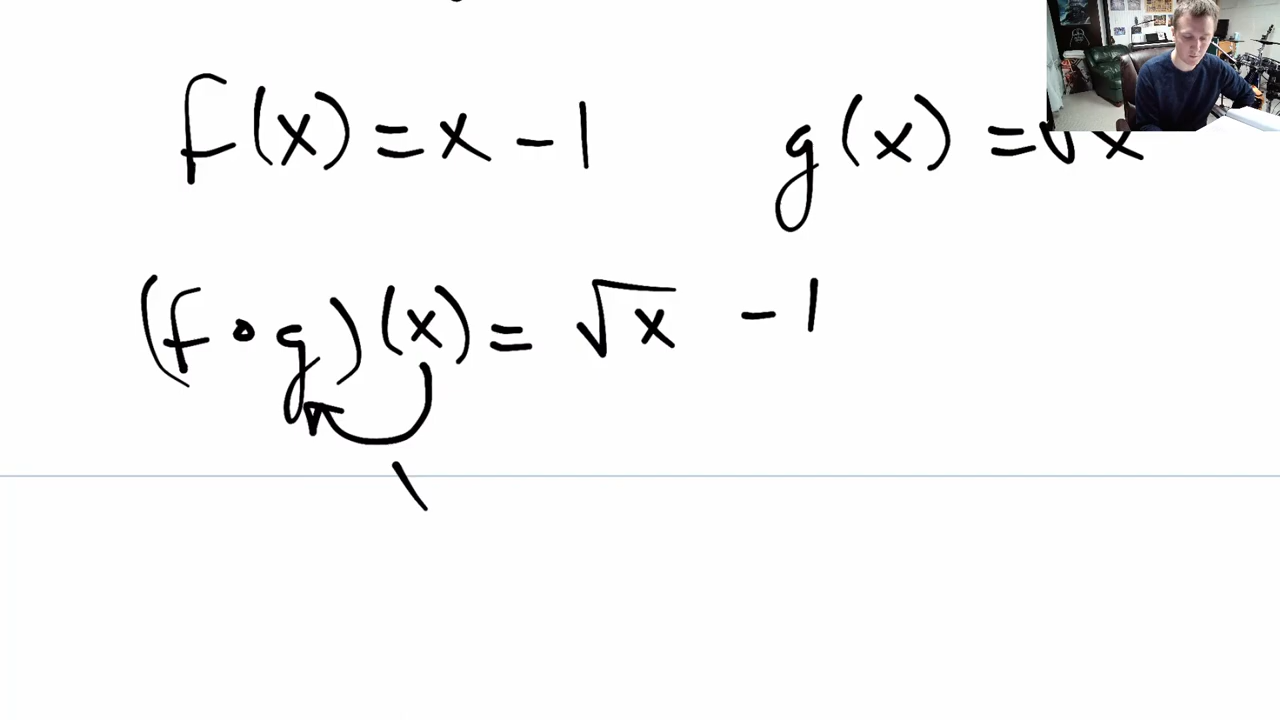 f(x) = x - 1
g(x) = √x
(f∘g)(x) = √x - 1